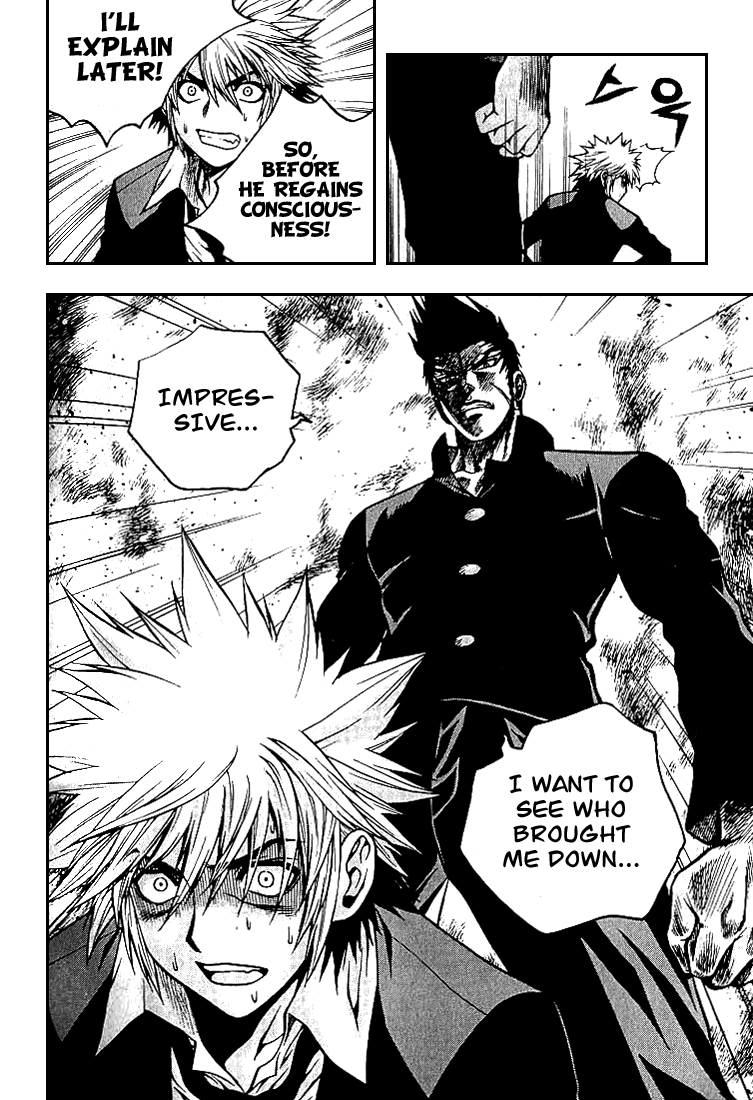 I'LL
EXPLAIN
LATER!
SO,
BEFORE
HE REGAINS
CONSCIOUS-
NESS!
스윽
IMPRES-
SIVE...
I WANT TO
SEE WHO
BROUGHT
ME DOWN...